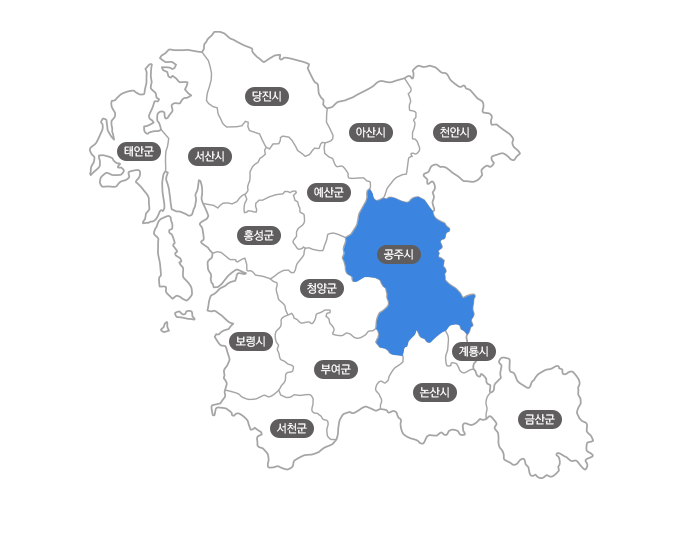 당진시
아산시
천안시
태안군
서산시
예산군
홍성군
공주시
청양군
보령시
계룡시
부여군
논산시
금산군
서천군